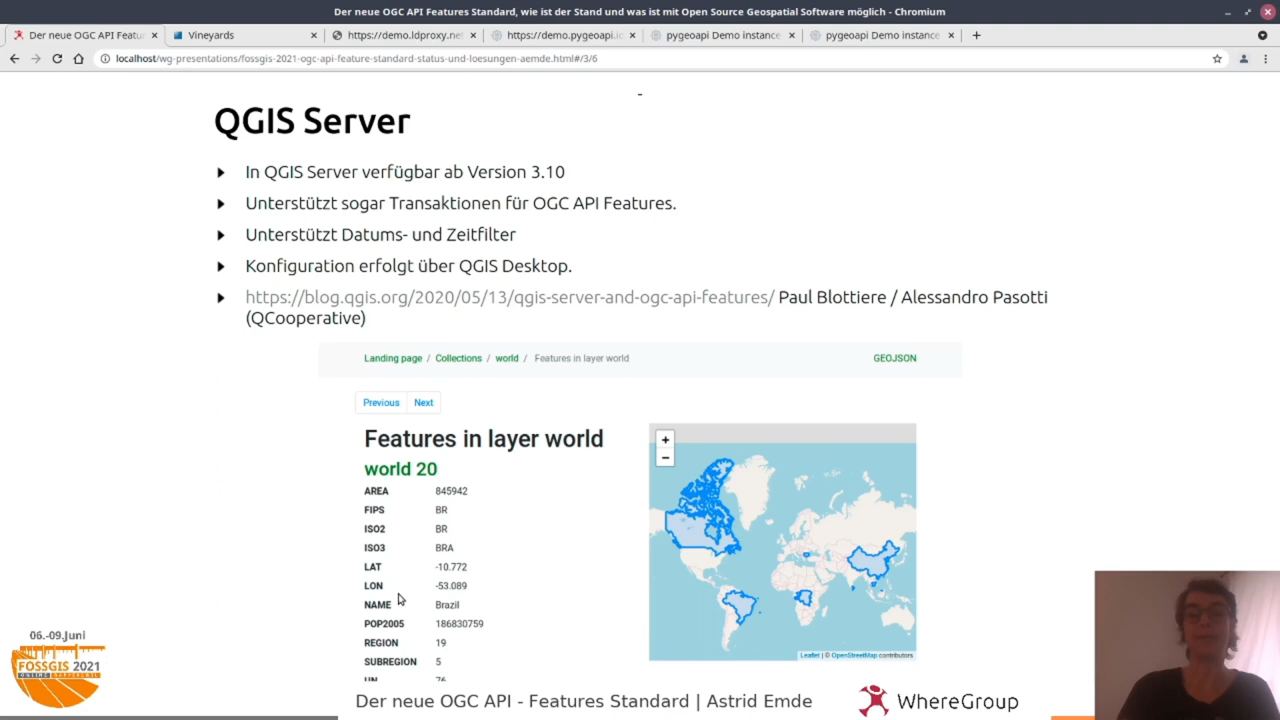 Der neue OGC API Features Standard, wie ist der Stand und was ist mit Open Source Geospatial Software möglich - Chromium
Der neue OGC API Featur
Vineyards
https://demo.ldproxy.ne
https://demo.pygeoapi.io
pygeoapi Demo instance
pygeoapi Demo instance
localhost/wg-presentations/fossgis-2021-ogc-api-feature-standard-status-und-loesungen-aemde.html#/3/6
QGIS Server
In QGIS Server verfügbar ab Version 3.10
Unterstützt sogar Transaktionen für OGC API Features.
Unterstützt Datums- und Zeitfilter
Konfiguration erfolgt über QGIS Desktop.
https://blog.qgis.org/2020/05/13/qgis-server-and-ogc-api-features/ Paul Blottiere / Alessandro Pasotti
(QCooperative)
Landing page / Collections / world / Features in layer world GEOJSON
Previous Next
Features in layer world
world 20
AREA 845942
FIPS BR
ISO2 BR
ISO3 BRA
LAT -10.772
LON -53.089
NAME Brazil
POP2005 186830759
REGION 19
SUBREGION 5
UN 76
+
−
Leaflet | © OpenStreetMap contributors
06.-09.Juni
FOSSGIS 2021
Der neue OGC API - Features Standard | Astrid Emde
WhereGroup